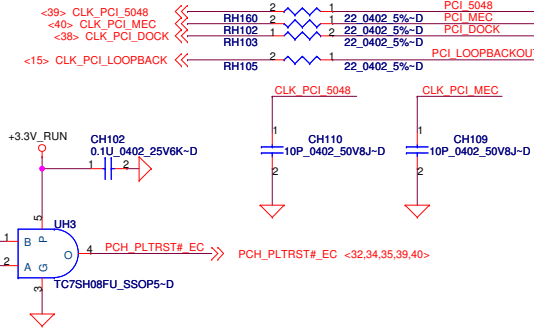 <39> CLK_PCI_5048 2 1 PCI_5048
RH160 22_0402_5%~D
<40> CLK_PCI_MEC 2 1 PCI_MEC
RH102 22_0402_5%~D
<38> CLK_PCI_DOCK 1 2 PCI_DOCK
RH103 22_0402_5%~D
<15> CLK_PCI_LOOPBACK 2 1 PCI_LOOPBACKOUT
RH105 22_0402_5%~D
CLK_PCI_5048 CLK_PCI_MEC
+3.3V_RUN
CH102
0.1U_0402_25V6K~D
1 2
1 CH110
10P_0402_50V8J~D
2
1 CH109
10P_0402_50V8J~D
2
5
UH3
1 B P
O 4 PCH_PLTRST#_EC PCH_PLTRST#_EC <32,34,35,39,40>
2 A G
TC7SH08FU_SSOP5~D
3